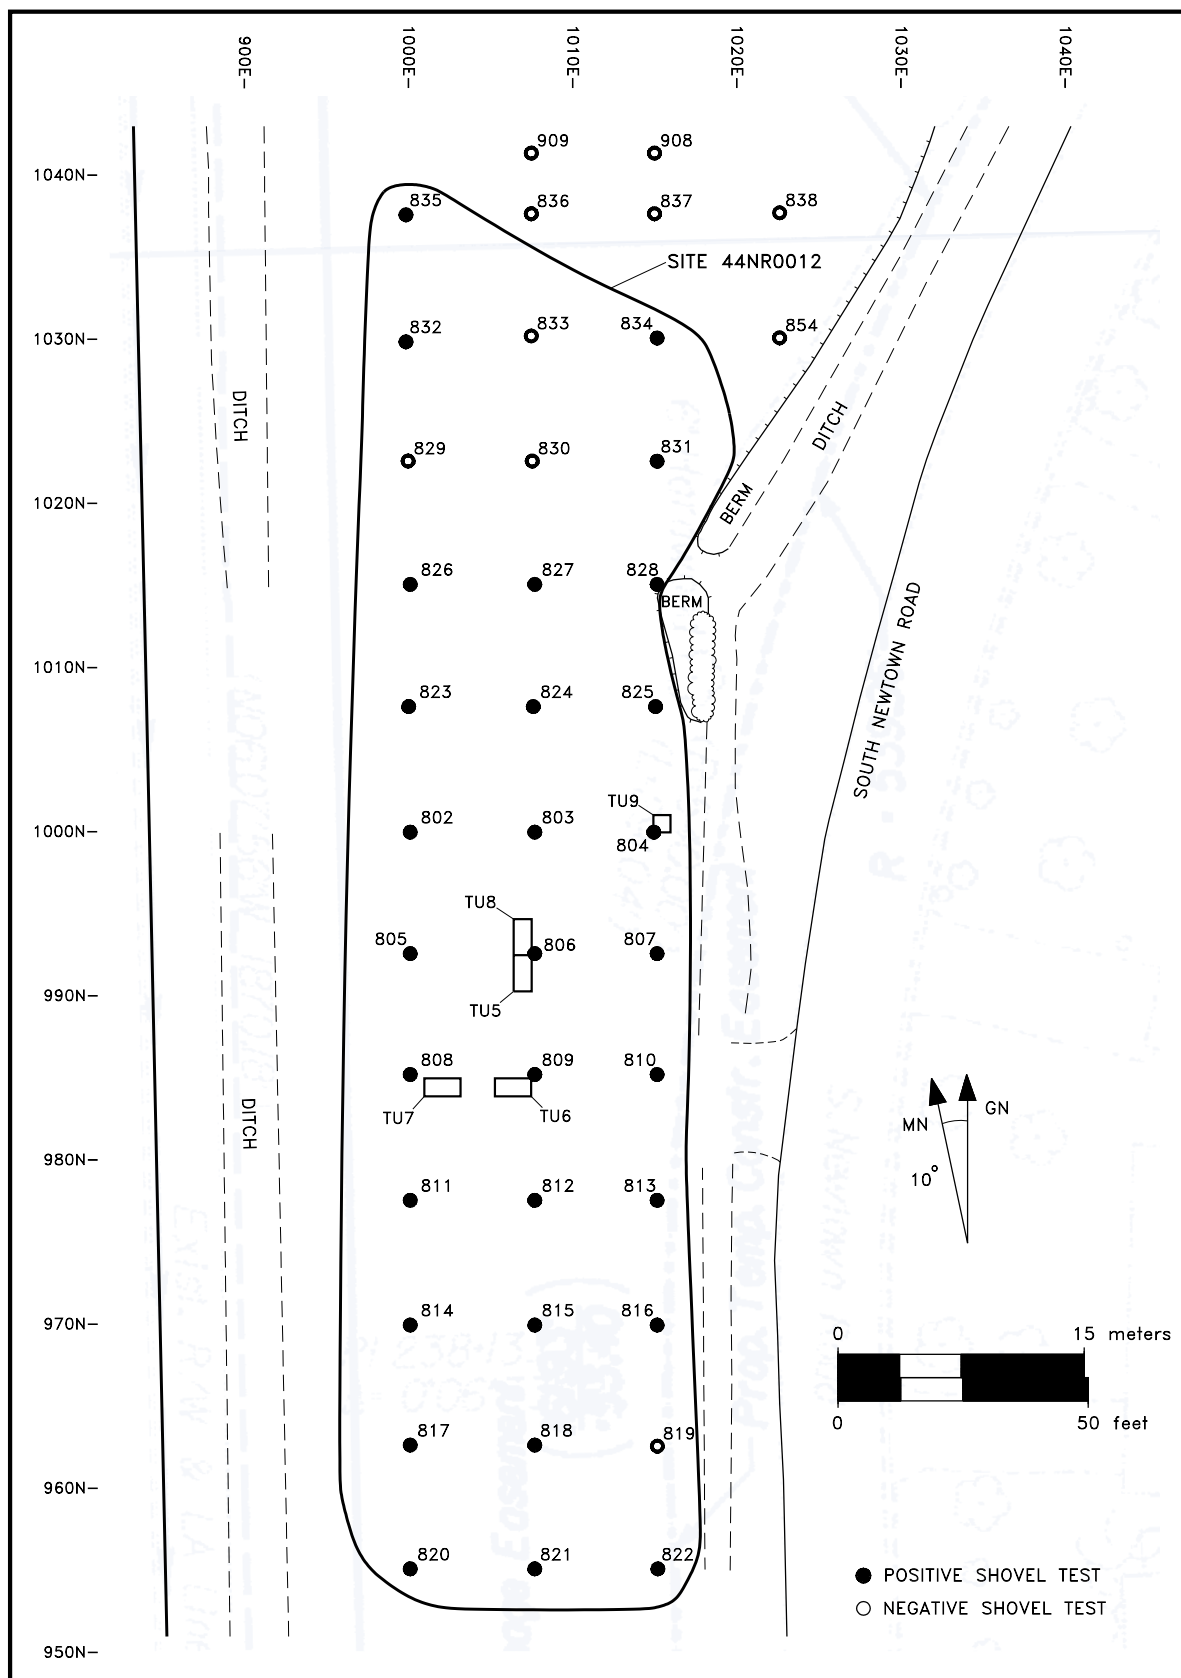 900E-
1000E-
1010E-
1020E-
1030E-
1040E-
909
908
1040N-
835
836
837
838
SITE 44NR0012
832
833
834
854
1030N-
DITCH
DITCH
829
830
831
1020N-
BERM
826
827
828
BERM
SOUTH NEWTOWN ROAD
1010N-
823
824
825
TU9
1000N-
802
803
804
TU8
805
806
807
990N-
TU5
808
809
810
TU7
TU6
DITCH
MN
GN
10°
980N-
811
812
813
970N-
814
815
816
0
15 meters
0
50 feet
817
818
819
960N-
820
821
822
POSITIVE SHOVEL TEST
NEGATIVE SHOVEL TEST
950N-
Prop. Temp. Constr. Easement